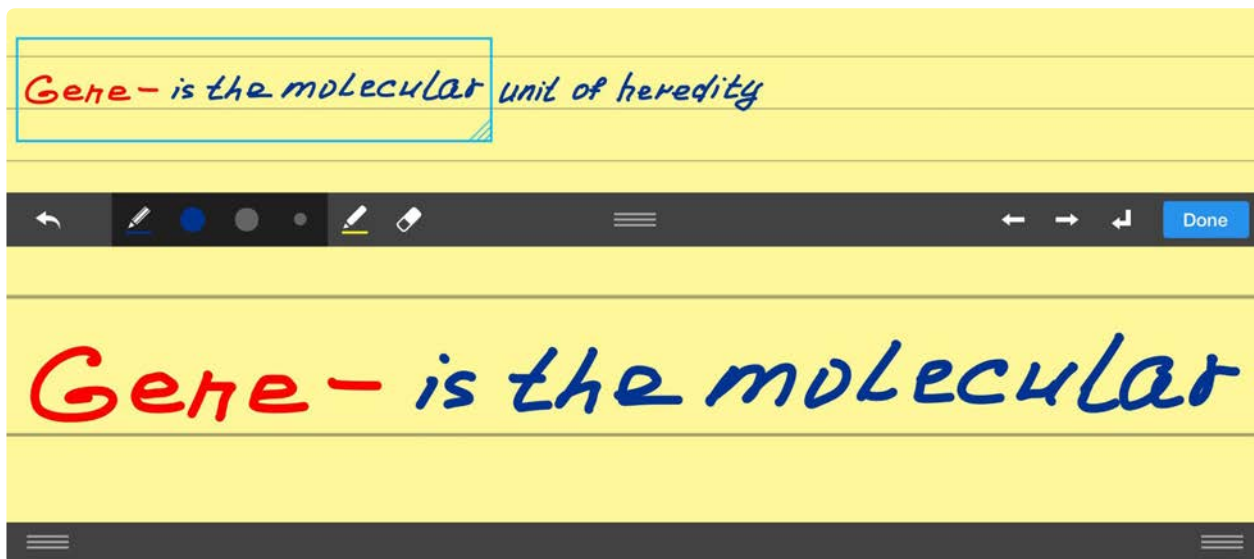 Gene - is the molecular unit of heredity
Done
Gene - is the molecular